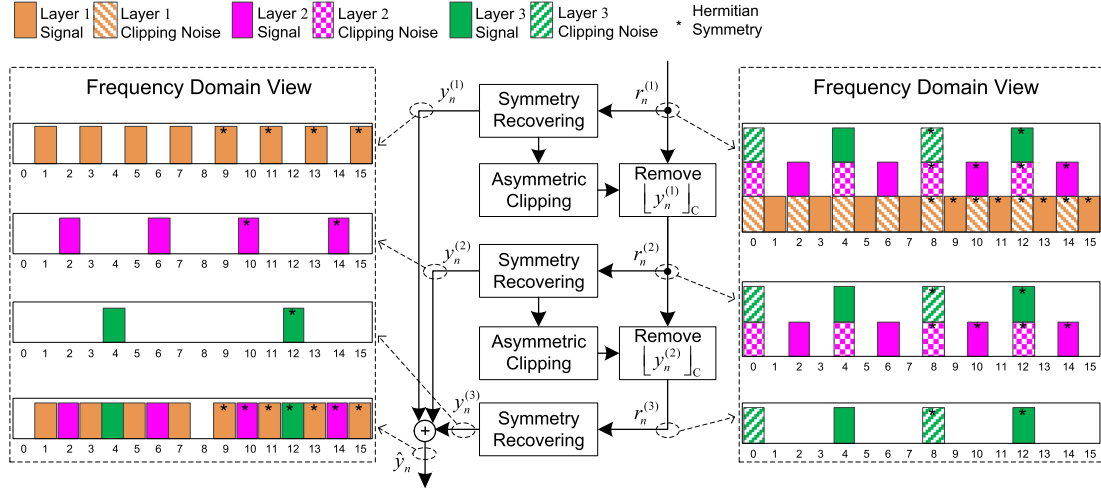 Layer 1 Signal
Layer 1 Clipping Noise
Layer 2 Signal
Layer 2 Clipping Noise
Layer 3 Signal
Layer 3 Clipping Noise
* Hermitian Symmetry
Frequency Domain View
* * * *
0 1 2 3 4 5 6 7 8 9 10 11 12 13 14 15
* *
0 1 2 3 4 5 6 7 8 9 10 11 12 13 14 15
*
0 1 2 3 4 5 6 7 8 9 10 11 12 13 14 15
* * * * * * *
0 1 2 3 4 5 6 7 8 9 10 11 12 13 14 15
y_n^{(1)}
Symmetry Recovering
r_n^{(1)}
Asymmetric Clipping
Remove
⌊y_n^{(1)}⌋_C
y_n^{(2)}
Symmetry Recovering
r_n^{(2)}
Asymmetric Clipping
Remove
⌊y_n^{(2)}⌋_C
y_n^{(3)}
Symmetry Recovering
r_n^{(3)}
+
ŷ_n
Frequency Domain View
* *
* * * *
* * * * * * * *
0 1 2 3 4 5 6 7 8 9 10 11 12 13 14 15
* *
* * * *
0 1 2 3 4 5 6 7 8 9 10 11 12 13 14 15
* *
0 1 2 3 4 5 6 7 8 9 10 11 12 13 14 15